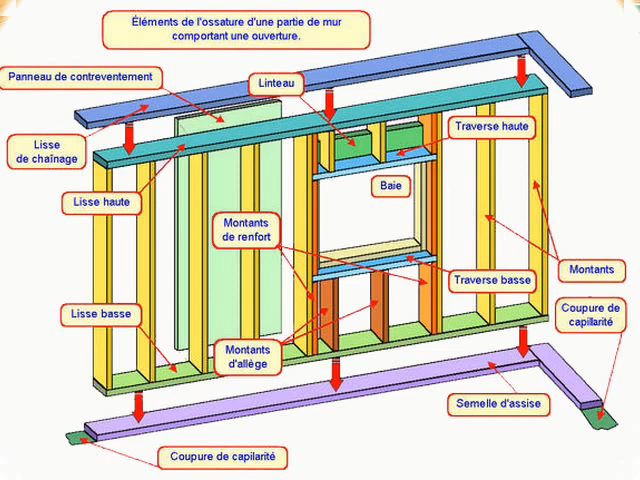 Éléments de l'ossature d'une partie de mur
comportant une ouverture.
Panneau de contreventement
Linteau
Lisse
de chaînage
Traverse haute
Baie
Lisse haute
Montants
de renfort
Montants
Traverse basse
Lisse basse
Coupure de
capilarité
Montants
d'allège
Semelle d'assise
Coupure de capilarité